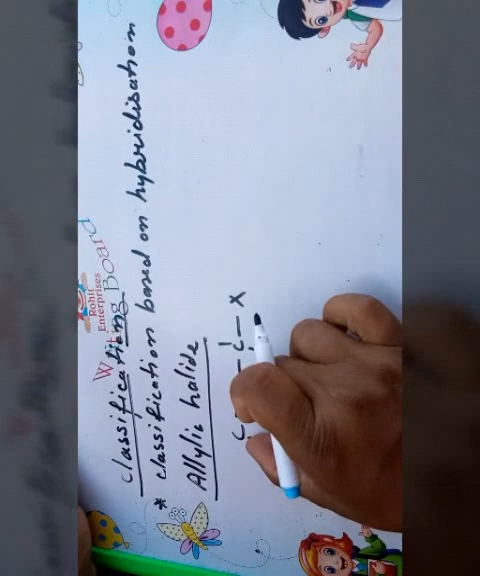 Rohit
Enterprises
Writing Board
classification
* classification based on hybridisation
Allylic halide
C - C - X